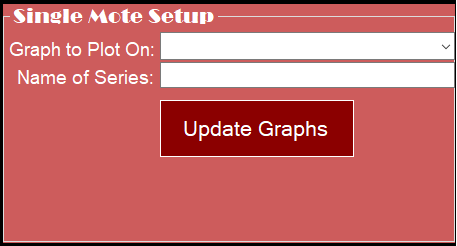 Single Mote Setup
Graph to Plot On:
Name of Series:
Update Graphs